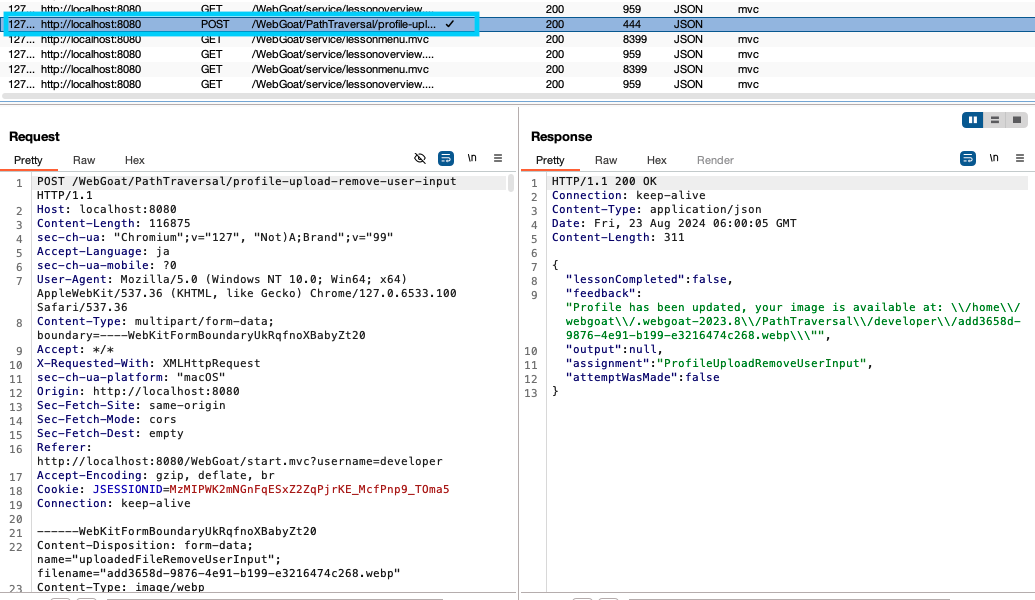 127... http://localhost:8080 GET /WebGoat/service/lessonoverview.... 200 959 JSON mvc ✓
127... http://localhost:8080 POST /WebGoat/PathTraversal/profile-upl... ✓ 200 444 JSON
127... http://localhost:8080 GET /WebGoat/service/lessonmenu.mvc 200 8399 JSON mvc
127... http://localhost:8080 GET /WebGoat/service/lessonoverview.... 200 959 JSON mvc
127... http://localhost:8080 GET /WebGoat/service/lessonmenu.mvc 200 8399 JSON mvc
127... http://localhost:8080 GET /WebGoat/service/lessonoverview.... 200 959 JSON mvc
Request
Pretty Raw Hex \n
1 POST /WebGoat/PathTraversal/profile-upload-remove-user-input
HTTP/1.1
2 Host: localhost:8080
3 Content-Length: 116875
4 sec-ch-ua: "Chromium";v="127", "Not)A;Brand";v="99"
5 Accept-Language: ja
6 sec-ch-ua-mobile: ?0
7 User-Agent: Mozilla/5.0 (Windows NT 10.0; Win64; x64)
AppleWebKit/537.36 (KHTML, like Gecko) Chrome/127.0.6533.100
Safari/537.36
8 Content-Type: multipart/form-data;
boundary=----WebKitFormBoundaryUkRqfnoXBabyZt20
9 Accept: */*
10 X-Requested-With: XMLHttpRequest
11 sec-ch-ua-platform: "macOS"
12 Origin: http://localhost:8080
13 Sec-Fetch-Site: same-origin
14 Sec-Fetch-Mode: cors
15 Sec-Fetch-Dest: empty
16 Referer:
http://localhost:8080/WebGoat/start.mvc?username=developer
17 Accept-Encoding: gzip, deflate, br
18 Cookie: JSESSIONID=MzMIPWK2mNGnFqESxZ2ZqPjrKE_McfPnp9_TOma5
19 Connection: keep-alive
20
21 ------WebKitFormBoundaryUkRqfnoXBabyZt20
22 Content-Disposition: form-data;
name="uploadedFileRemoveUserInput";
filename="add3658d-9876-4e91-b199-e3216474c268.webp"
23 Content-Type: image/webp
Response
Pretty Raw Hex Render \n
1 HTTP/1.1 200 OK
2 Connection: keep-alive
3 Content-Type: application/json
4 Date: Fri, 23 Aug 2024 06:00:05 GMT
5 Content-Length: 311
6
7 {
8 "lessonCompleted":false,
9 "feedback":
"Profile has been updated, your image is available at: \\/home\\/
webgoat\\/.webgoat-2023.8\\/PathTraversal\\/developer\\/add3658d-
9876-4e91-b199-e3216474c268.webp\\\"",
10 "output":null,
11 "assignment":"ProfileUploadRemoveUserInput",
12 "attemptWasMade":false
13 }